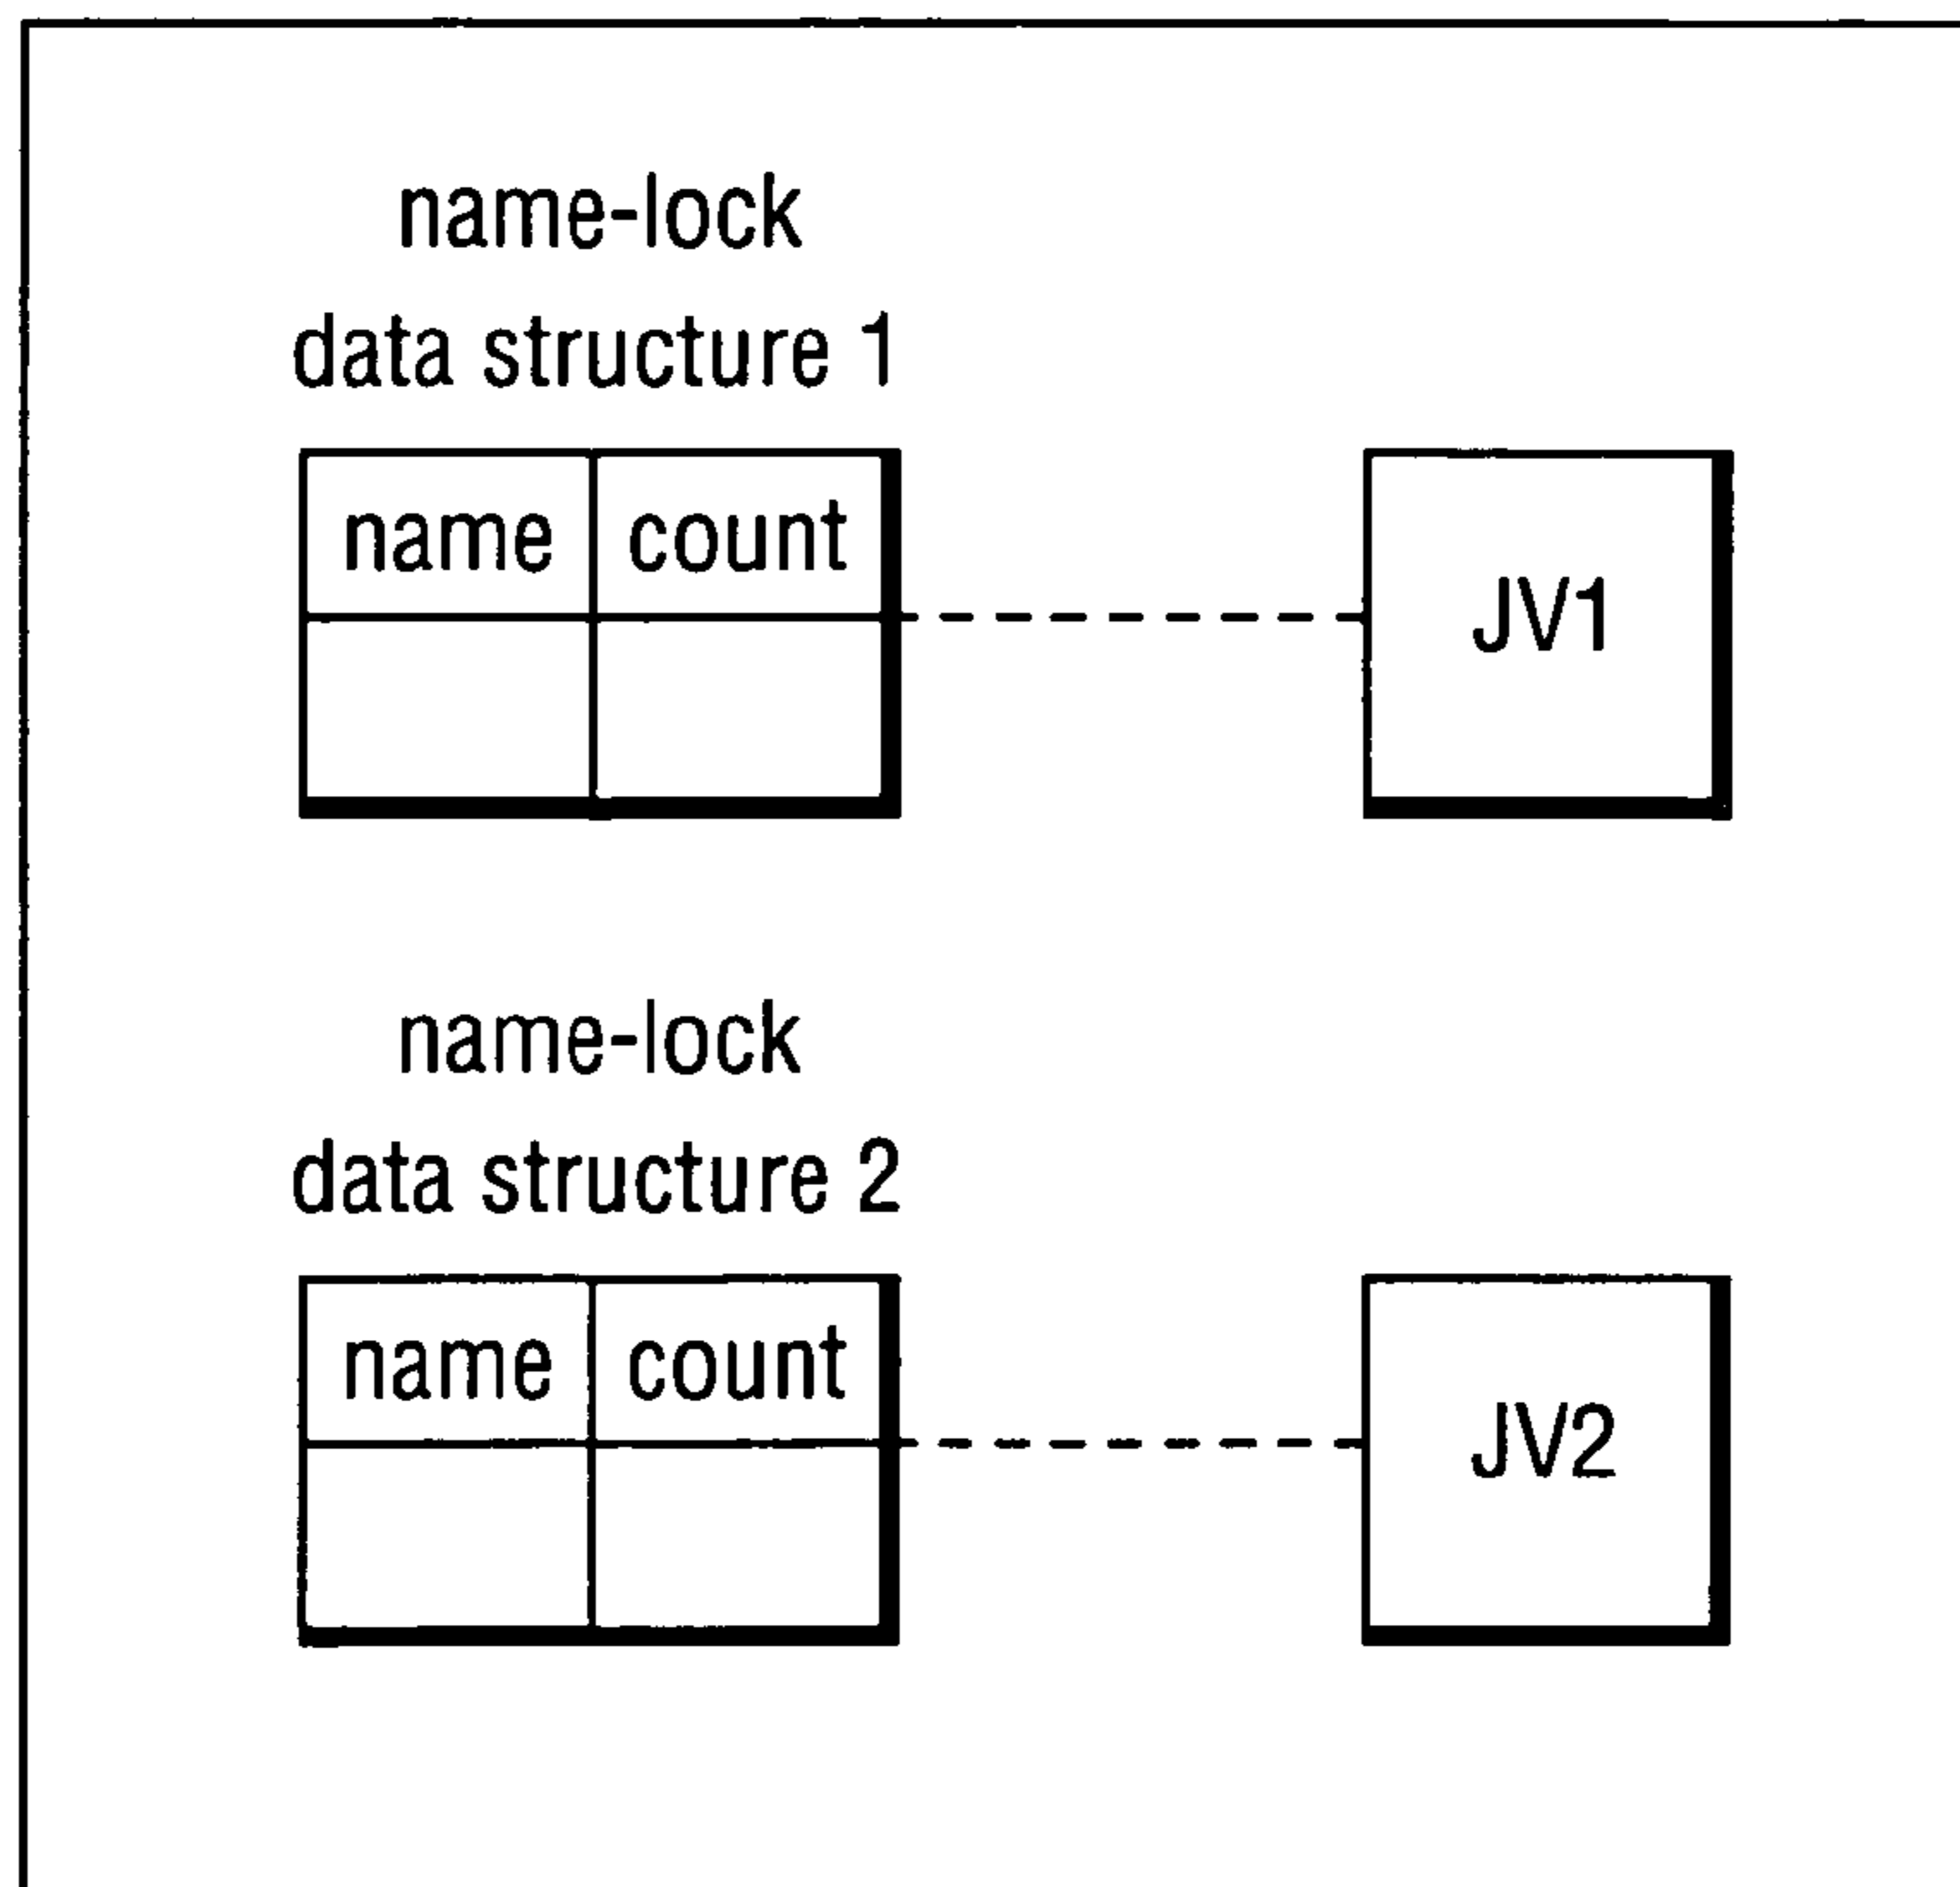 name-lock
data structure 1
name count
JV1
name-lock
data structure 2
name count
JV2